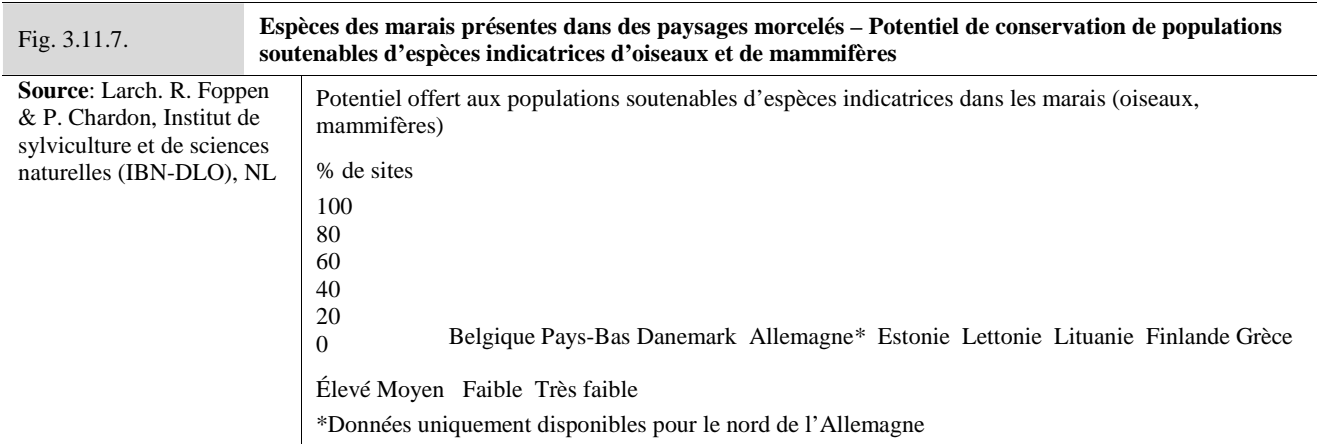 Fig. 3.11.7.
Espèces des marais présentes dans des paysages morcelés – Potentiel de conservation de populations
soutenables d’espèces indicatrices d’oiseaux et de mammifères
Source: Larch. R. Foppen
& P. Chardon, Institut de
sylviculture et de sciences
naturelles (IBN-DLO), NL
Potentiel offert aux populations soutenables d’espèces indicatrices dans les marais (oiseaux,
mammifères)
% de sites
100
80
60
40
20
0
Belgique Pays-Bas Danemark Allemagne* Estonie Lettonie Lituanie Finlande Grèce
Élevé Moyen Faible Très faible
*Données uniquement disponibles pour le nord de l’Allemagne